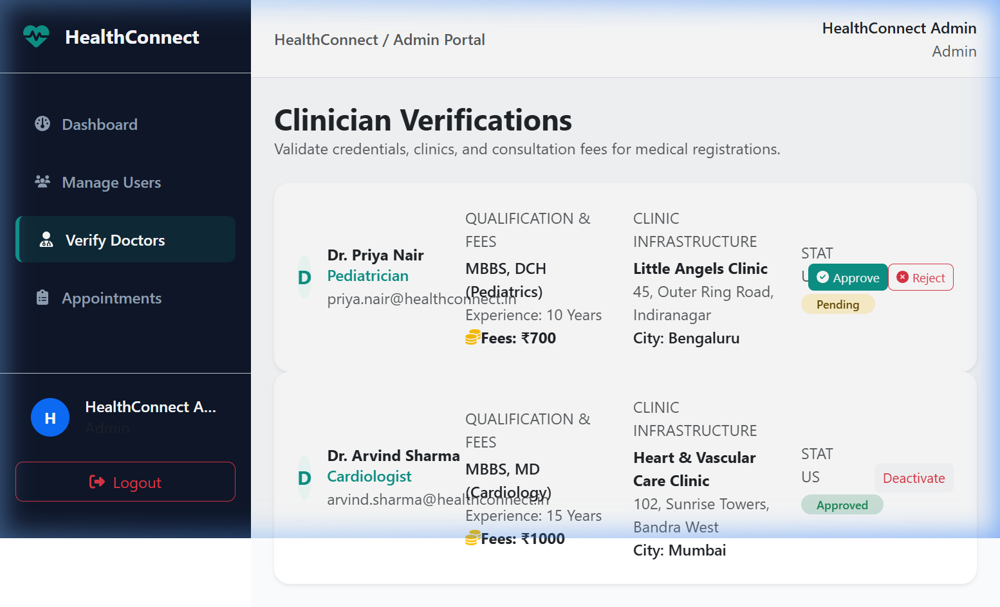 HealthConnect
HealthConnect / Admin Portal
HealthConnect Admin
Admin
Dashboard
Manage Users
Verify Doctors
Appointments
H
HealthConnect A...
Admin
Logout
Clinician Verifications
Validate credentials, clinics, and consultation fees for medical registrations.
D
Dr. Priya Nair
Pediatrician
priya.nair@healthconnect.in
QUALIFICATION &
FEES
MBBS, DCH
(Pediatrics)
Experience: 10 Years
Fees: ₹700
CLINIC
INFRASTRUCTURE
Little Angels Clinic
45, Outer Ring Road,
Indiranagar
City: Bengaluru
STAT
Pending
Approve
Reject
D
Dr. Arvind Sharma
Cardiologist
arvind.sharma@healthconnect.in
QUALIFICATION &
FEES
MBBS, MD
(Cardiology)
Experience: 15 Years
Fees: ₹1000
CLINIC
INFRASTRUCTURE
Heart & Vascular
Care Clinic
102, Sunrise Towers,
Bandra West
City: Mumbai
STAT
US
Approved
Deactivate